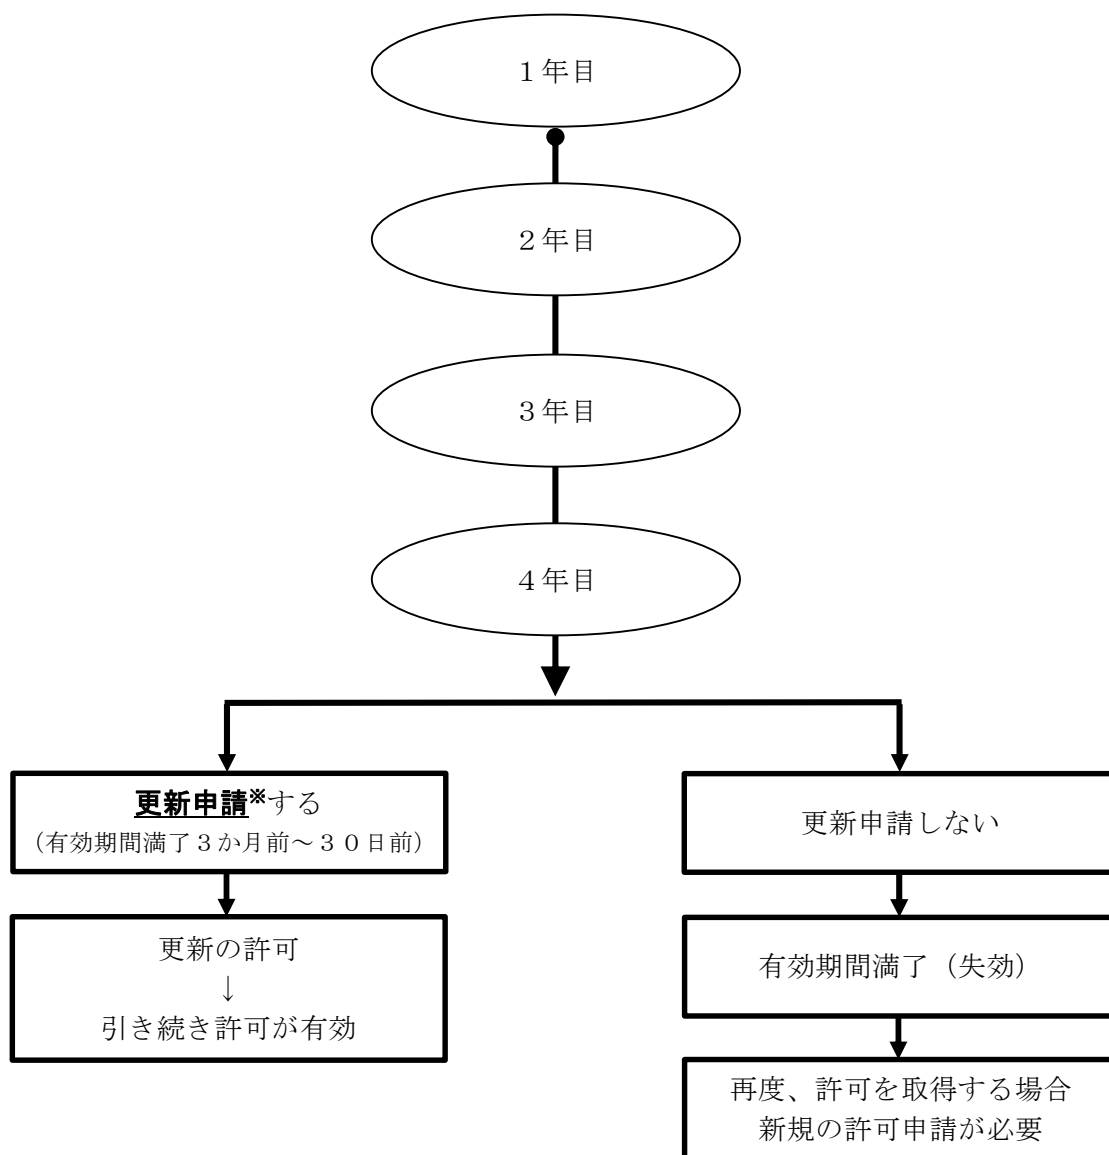 １年目
２年目
３年目
４年目
更新申請※する
（有効期間満了３か月前～３０日前）
更新の許可
↓
引き続き許可が有効
更新申請しない
有効期間満了（失効）
再度、許可を取得する場合
新規の許可申請が必要